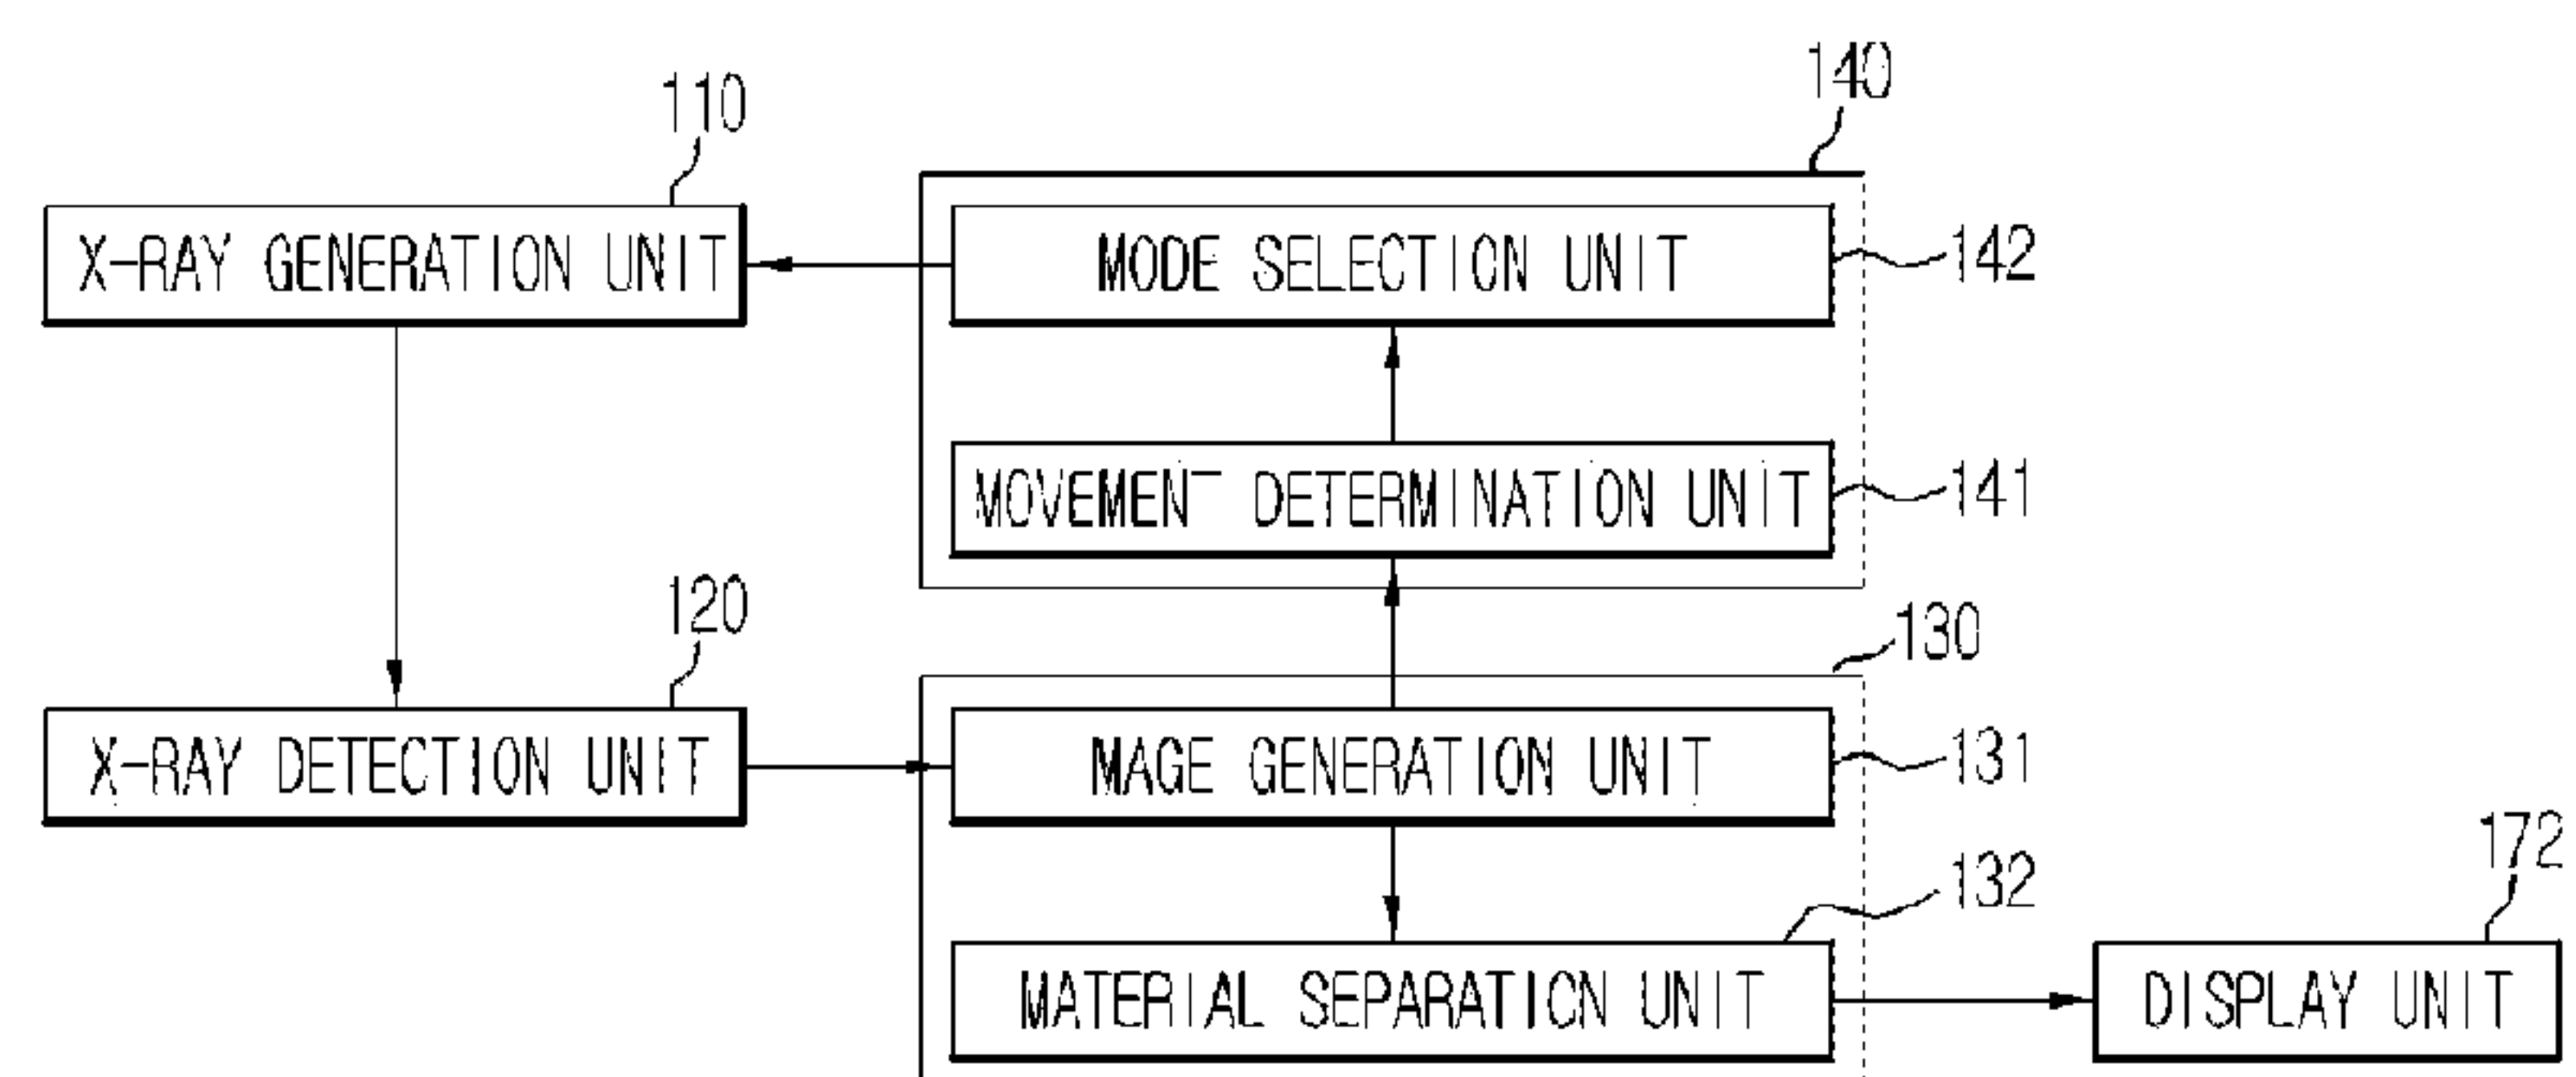 140
110
X-RAY GENERATION UNIT
MODE SELECTION UNIT
142
MOVEMENT DETERMINATION UNIT
141
120
130
X-RAY DETECTION UNIT
MAGE GENERATION UNIT
131
172
132
MATERIAL SEPARATION UNIT
DISPLAY UNIT